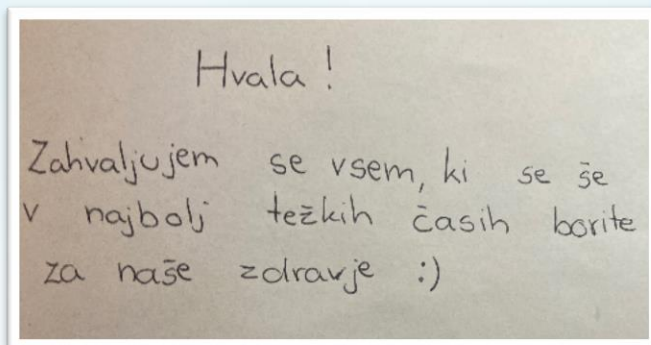 Hvala !
Zahvaljujem se vsem, ki se še
v najbolj težkih časih borite
za naše zdravje :)